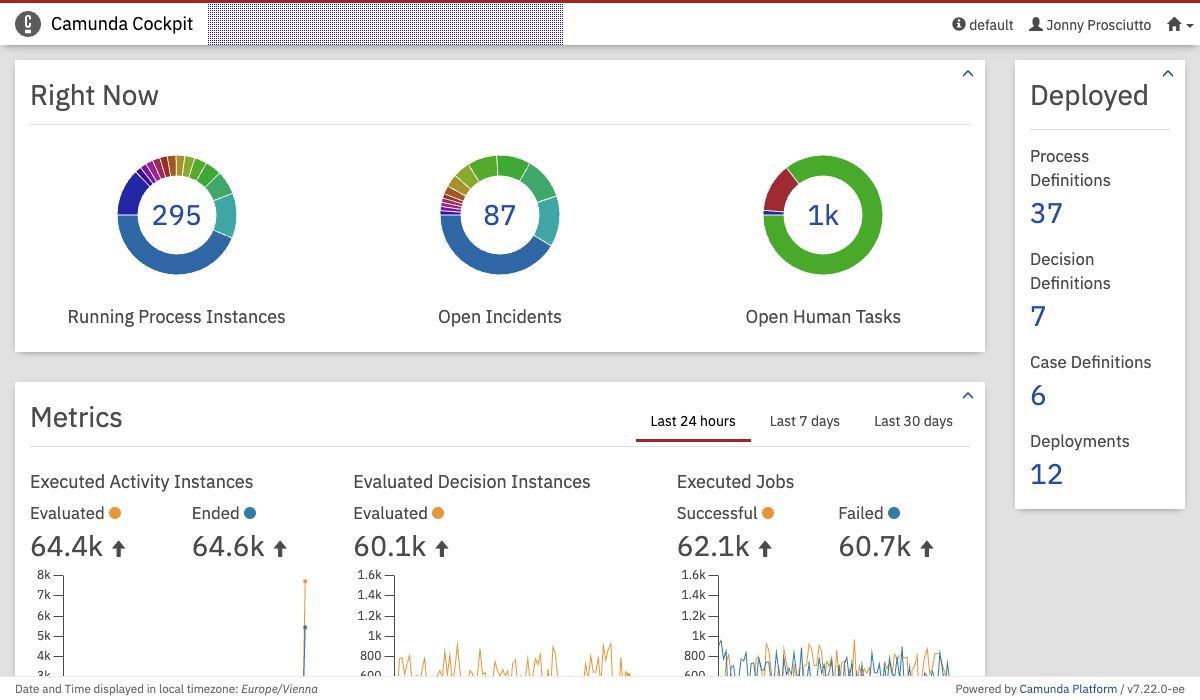 Camunda Cockpit
default Jonny Prosciutto
Right Now
295
87
1k
Running Process Instances
Open Incidents
Open Human Tasks
Deployed
Process
Definitions
37
Decision
Definitions
7
Case Definitions
6
Deployments
12
Metrics
Last 24 hours Last 7 days Last 30 days
Executed Activity Instances
Evaluated Ended
64.4k 64.6k
8k
7k
6k
5k
4k
3k
Evaluated Decision Instances
Evaluated
60.1k
1.6k
1.4k
1.2k
1k
800
600
Executed Jobs
Successful Failed
62.1k 60.7k
1.6k
1.4k
1.2k
1k
800
600
Date and Time displayed in local timezone: Europe/Vienna
Powered by Camunda Platform / v7.22.0-ee